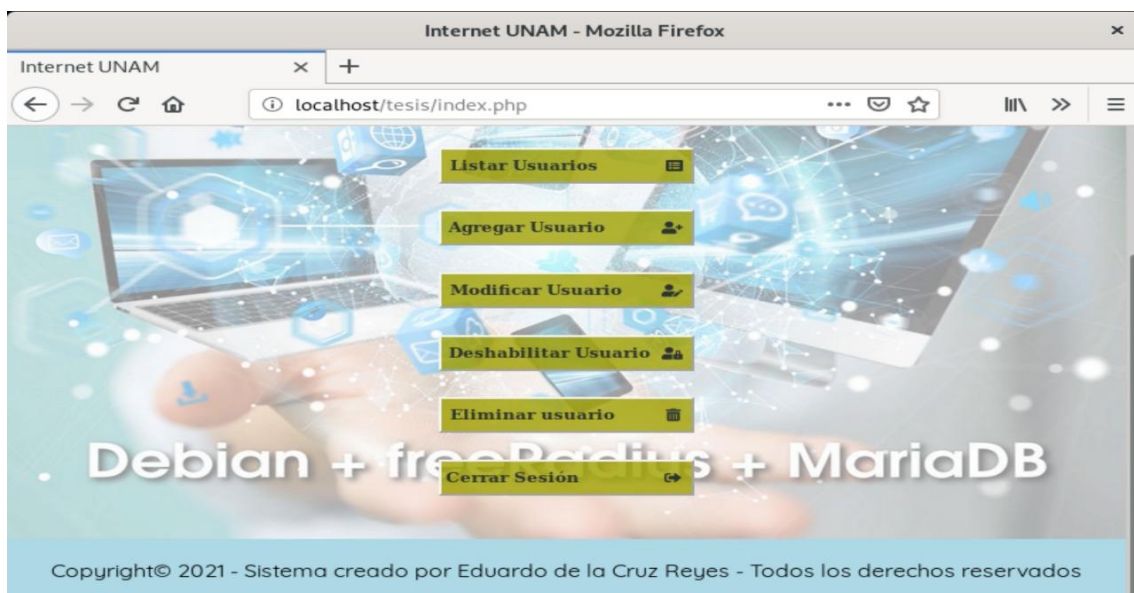 Internet UNAM - Mozilla Firefox
Internet UNAM
localhost/tesis/index.php
Listar Usuarios
Agregar Usuario
Modificar Usuario
Deshabilitar Usuario
Eliminar usuario
Debian + freeRadius + MariaDB
Cerrar Sesión
Copyright© 2021 - Sistema creado por Eduardo de la Cruz Reyes - Todos los derechos reservados